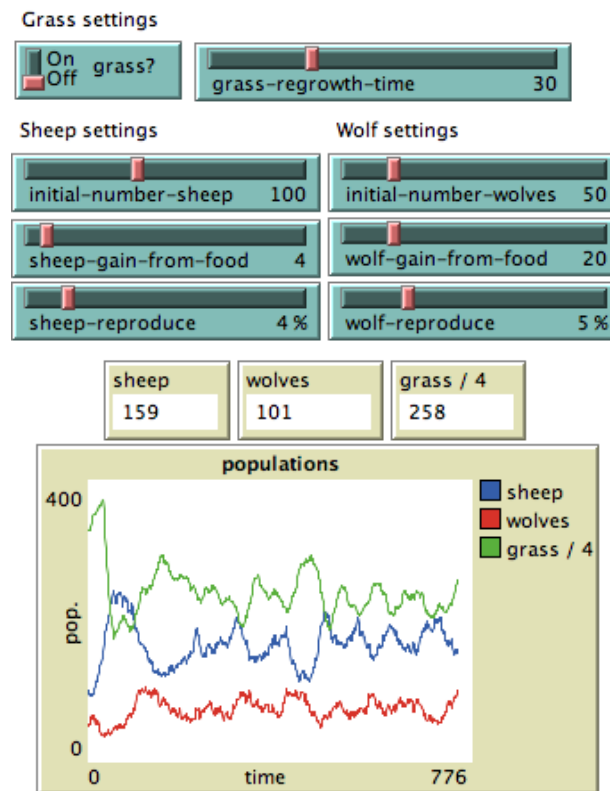 Grass settings
On
Off
grass?
grass-regrowth-time 30
Sheep settings
Wolf settings
initial-number-sheep 100
initial-number-wolves 50
sheep-gain-from-food 4
wolf-gain-from-food 20
sheep-reproduce 4 %
wolf-reproduce 5 %
sheep
159
wolves
101
grass / 4
258
populations
400
pop.
0
0
time
776
sheep
wolves
grass / 4